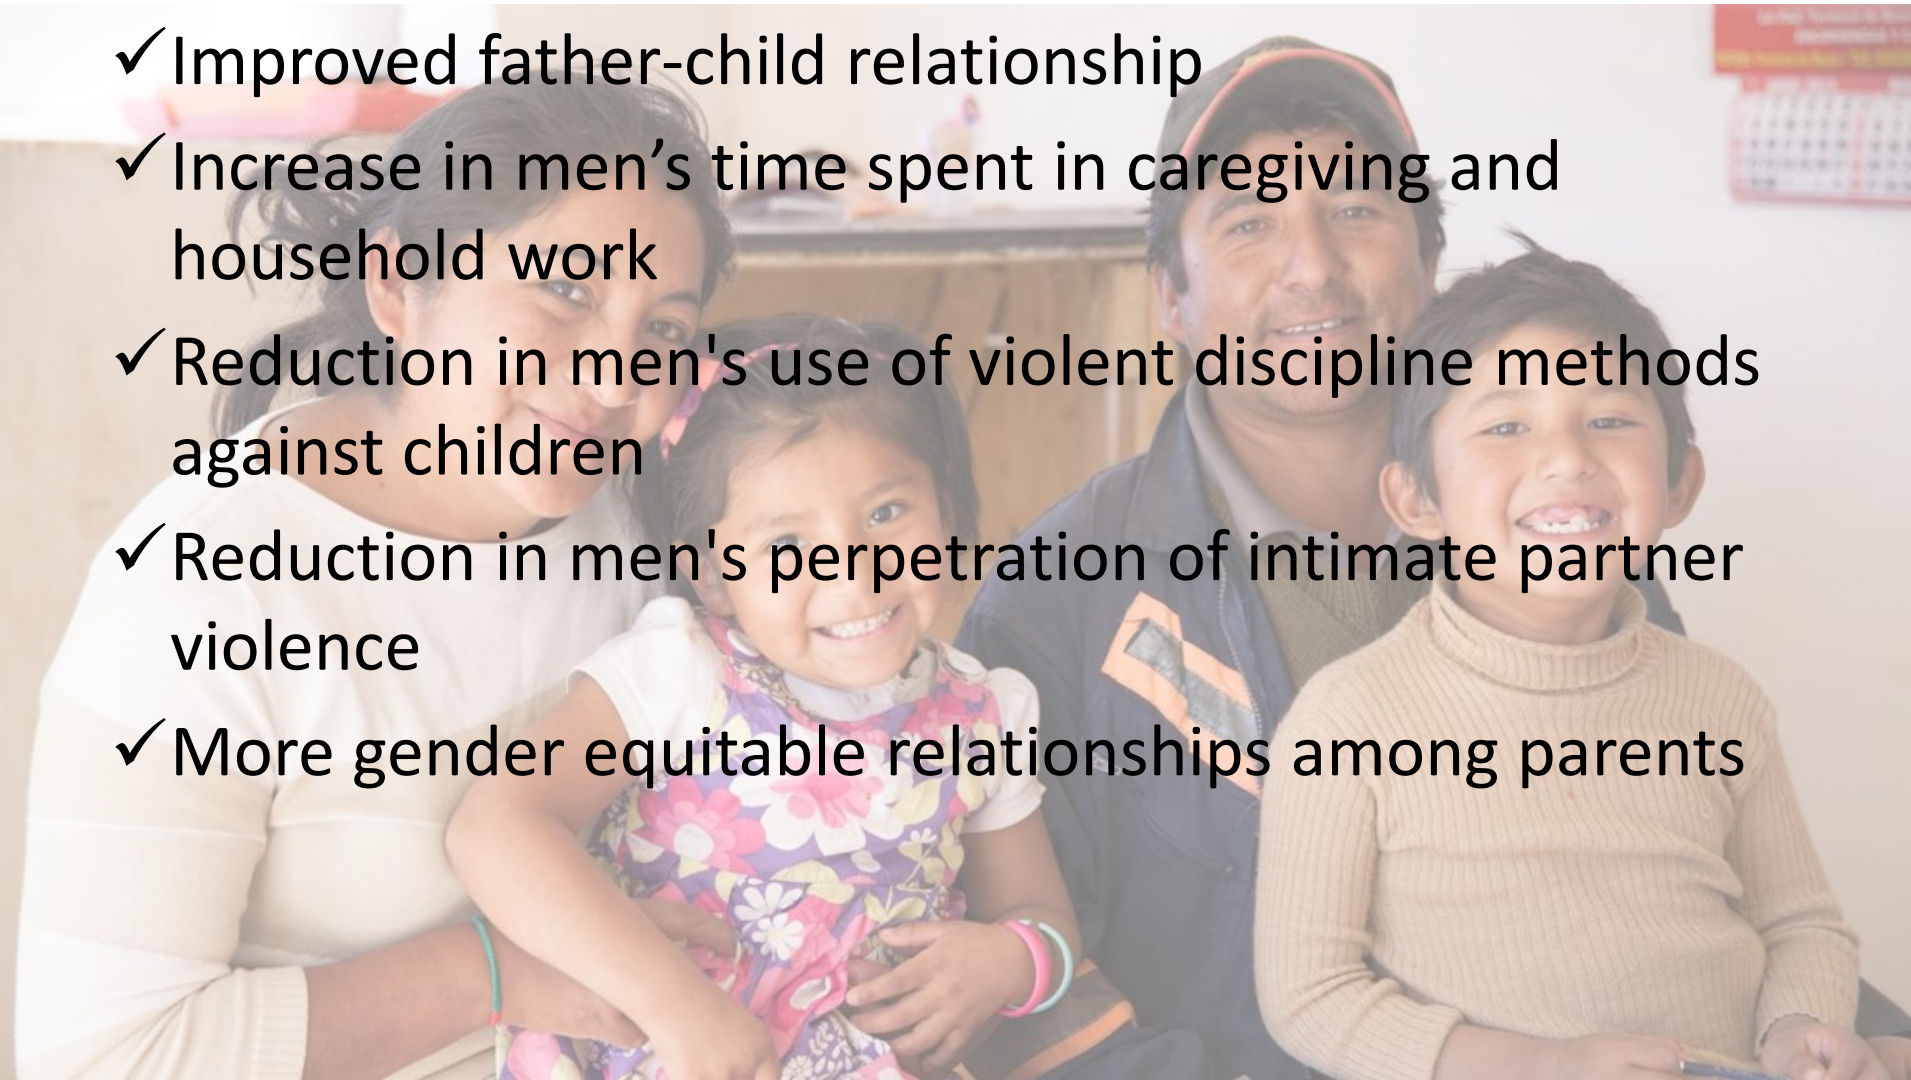 ✓Improved father-child relationship
✓Increase in men’s time spent in caregiving and
household work
✓Reduction in men's use of violent discipline methods
against children
✓Reduction in men's perpetration of intimate partner
violence
✓More gender equitable relationships among parents